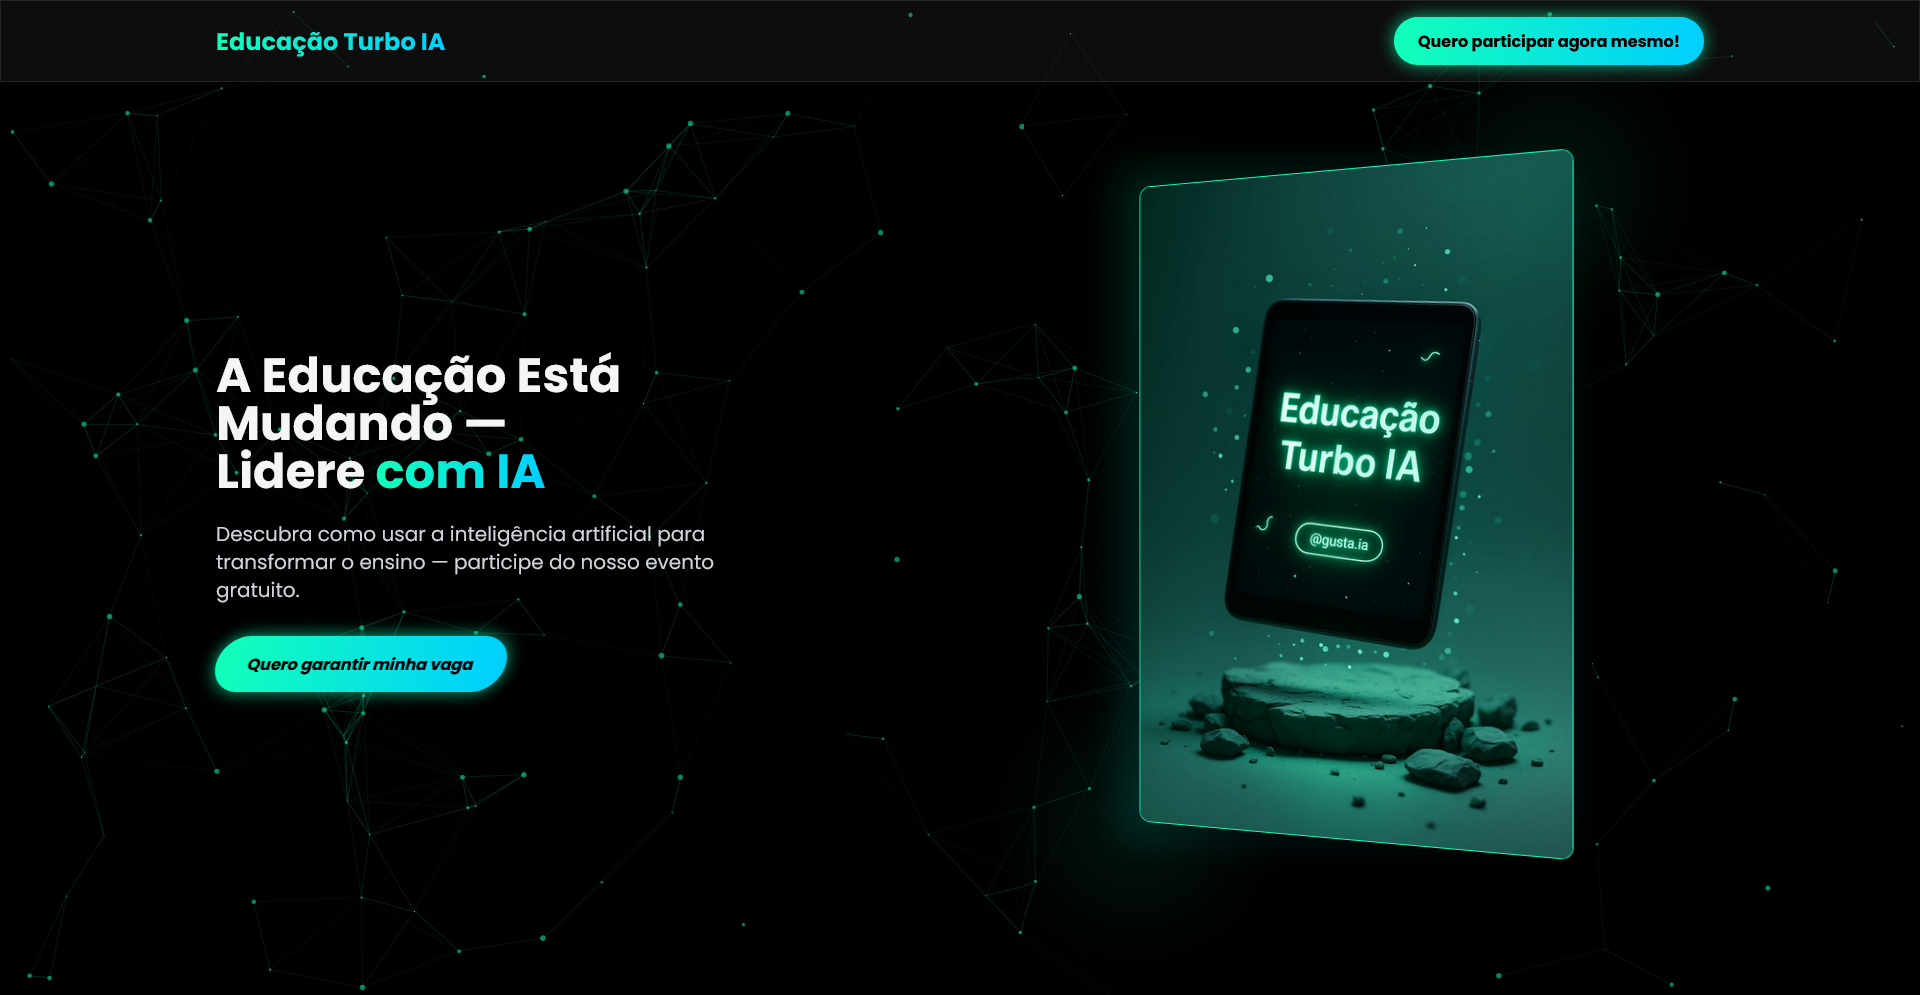 Educação Turbo IA
Quero participar agora mesmo!
A Educação Está
Mudando —
Lidere com IA
Descubra como usar a inteligência artificial para
transformar o ensino — participe do nosso evento
gratuito.
Quero garantir minha vaga
Educação
Turbo IA
@gusta.ia